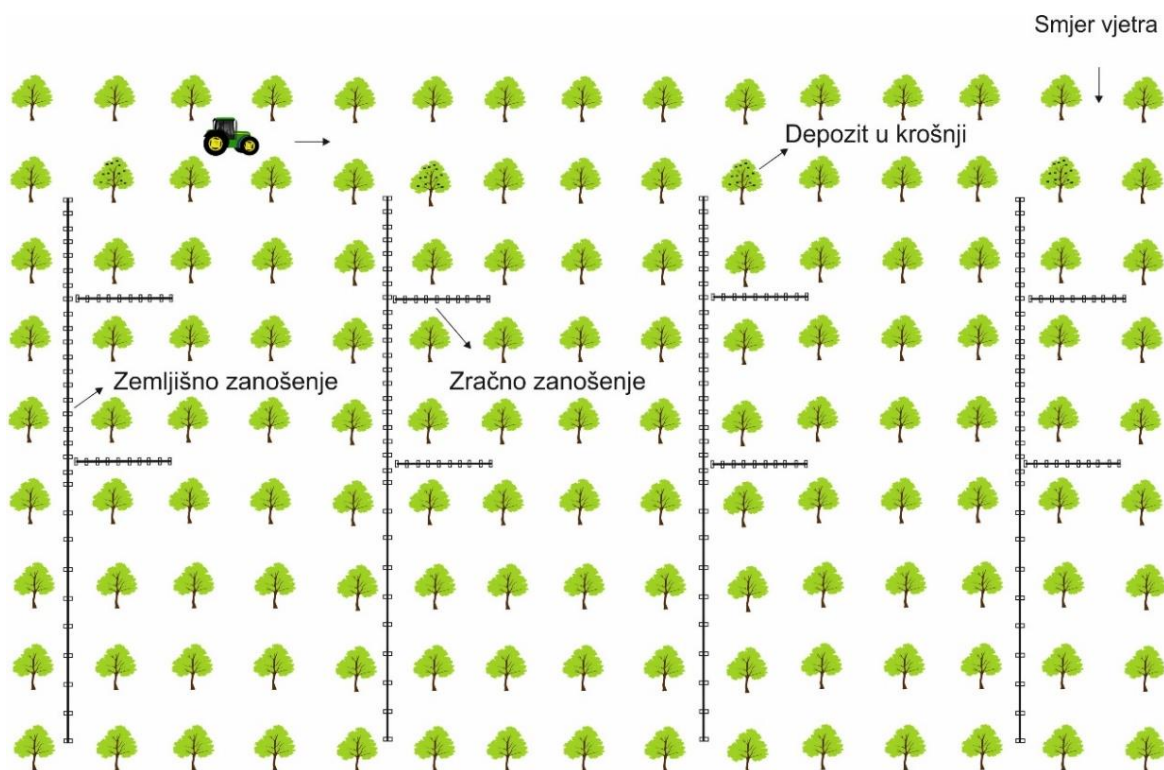 Smjer vjetra
Depozit u krošnji
Zemljišno zanošenje
Zračno zanošenje